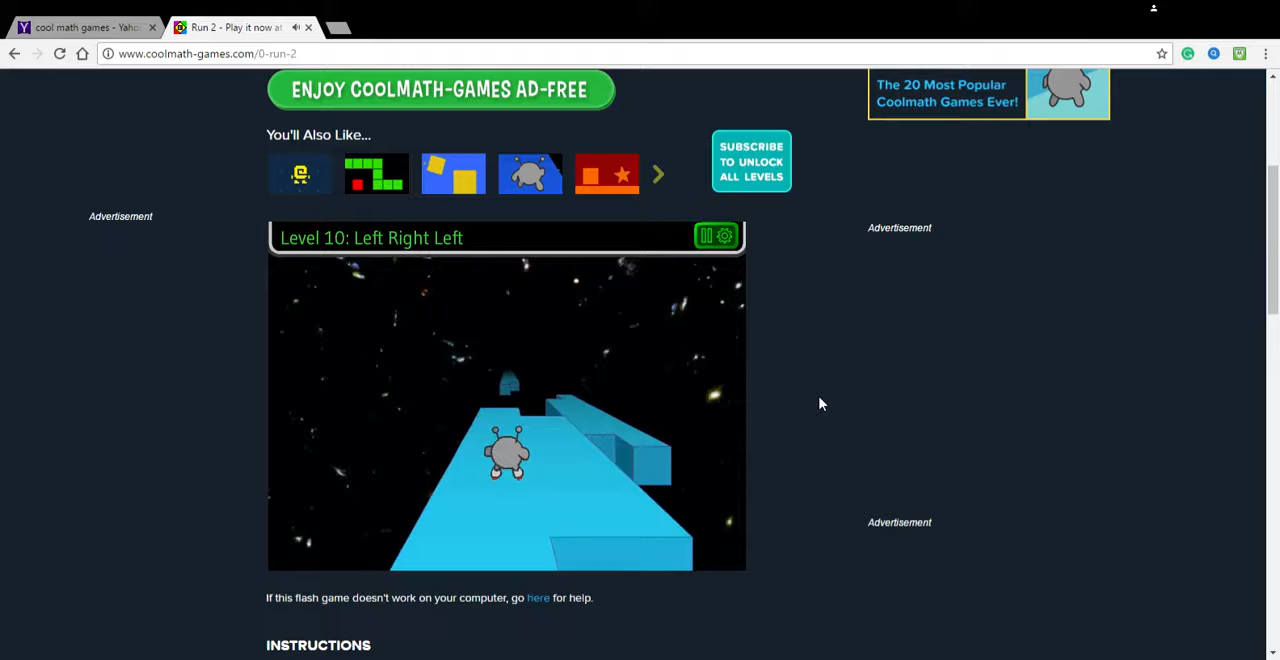 cool math games - Yaho
Run 2 - Play it now at
www.coolmath-games.com/0-run-2
ENJOY COOLMATH-GAMES AD-FREE
The 20 Most Popular
Coolmath Games Ever!
You'll Also Like...
SUBSCRIBE
TO UNLOCK
ALL LEVELS
Advertisement
Advertisement
Level 10: Left Right Left
Advertisement
If this flash game doesn't work on your computer, go here for help.
INSTRUCTIONS